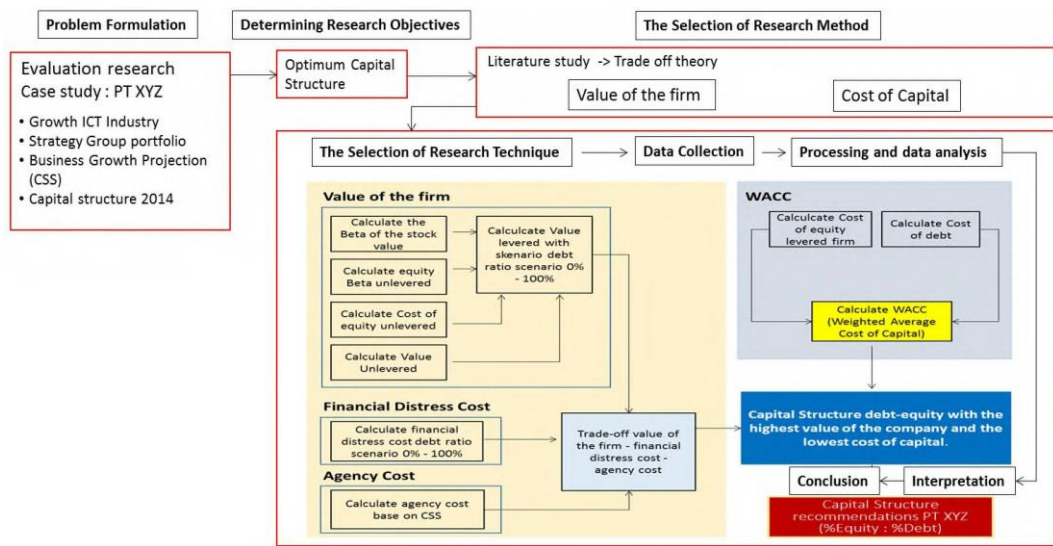 Problem Formulation
Determining Research Objectives
The Selection of Research Method
Evaluation research
Case study : PT XYZ
• Growth ICT Industry
• Strategy Group portfolio
• Business Growth Projection
(CSS)
• Capital structure 2014
Optimum Capital
Structure
Literature study -> Trade off theory
Value of the firm
Cost of Capital
The Selection of Research Technique
Data Collection
Processing and data analysis
Value of the firm
Calculate the
Beta of the stock
value
Calculate equity
Beta unlevered
Calculate Cost of
equity unlevered
Calculate Value
Unlevered
Calculcate Value
levered with
skenario debt
ratio scenario 0%
- 100%
Financial Distress Cost
Calculate financial
distress cost debt ratio
scenario 0% - 100%
Agency Cost
Calculate agency cost
base on CSS
Trade-off value of
the firm - financial
distress cost -
agency cost
WACC
Calculcate Cost
of equity
levered firm
Calculate Cost
of debt
Calculate WACC
(Weighted Average
Cost of Capital)
Capital Structure debt-equity with the
highest value of the company and the
lowest cost of capital.
Conclusion
Interpretation
Capital Structure
recommendations PT XYZ
(%Equity : %Debt)